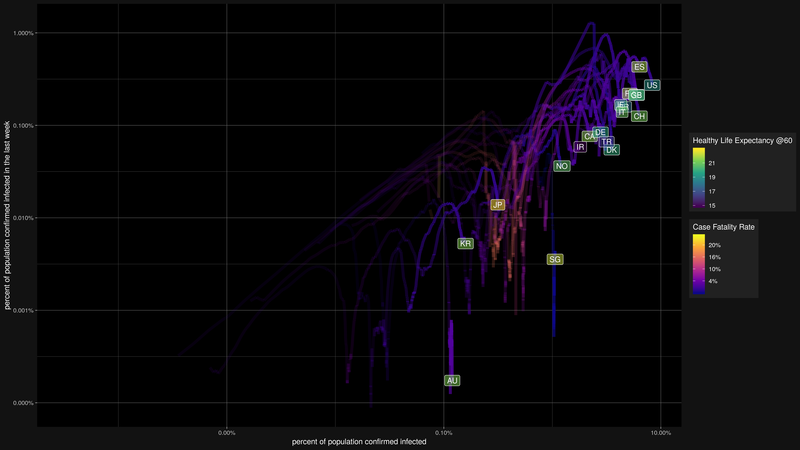 1.000%
0.100%
0.010%
0.001%
0.000%
percent of population confirmed infected in the last week
0.00%
0.10%
10.00%
percent of population confirmed infected
ES
US
GB
IT
CH
DE
TR
IR
DK
NO
JP
KR
SG
AU
Healthy Life Expectancy @60
21
19
17
15
Case Fatality Rate
20%
16%
10%
4%